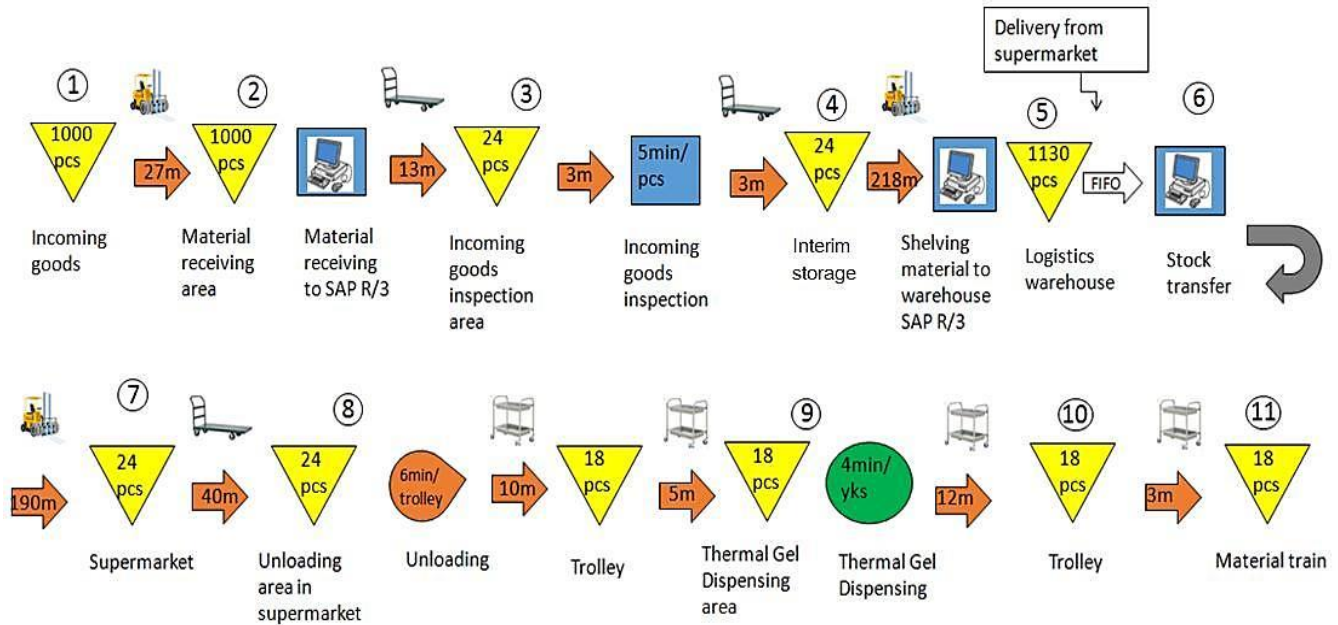 Delivery from
supermarket
1
2
3
4
5
6
1000
pcs
27m
1000
pcs
13m
24
pcs
3m
5min/
pcs
3m
24
pcs
218m
1130
pcs
FIFO
Incoming
goods
Material
receiving
area
Material
receiving
to SAP R/3
Incoming
goods
inspection
area
Incoming
goods
inspection
Interim
storage
Shelving
material to
warehouse
SAP R/3
Logistics
warehouse
Stock
transfer
7
8
9
10
11
190m
24
pcs
40m
24
pcs
6min/
trolley
10m
18
pcs
5m
18
pcs
4min/
yks
12m
18
pcs
3m
18
pcs
Supermarket
Unloading
area in
supermarket
Unloading
Trolley
Thermal Gel
Dispensing
area
Thermal Gel
Dispensing
Trolley
Material train